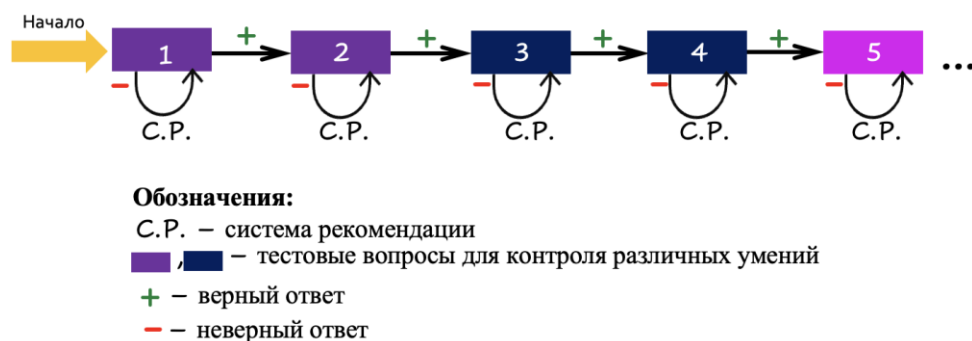 Начало
1 + 2 + 3 + 4 + 5 ...
− − − − −
С.Р. С.Р. С.Р. С.Р. С.Р.
Обозначения:
С.Р. – система рекомендации
, – тестовые вопросы для контроля различных умений
+ – верный ответ
− – неверный ответ